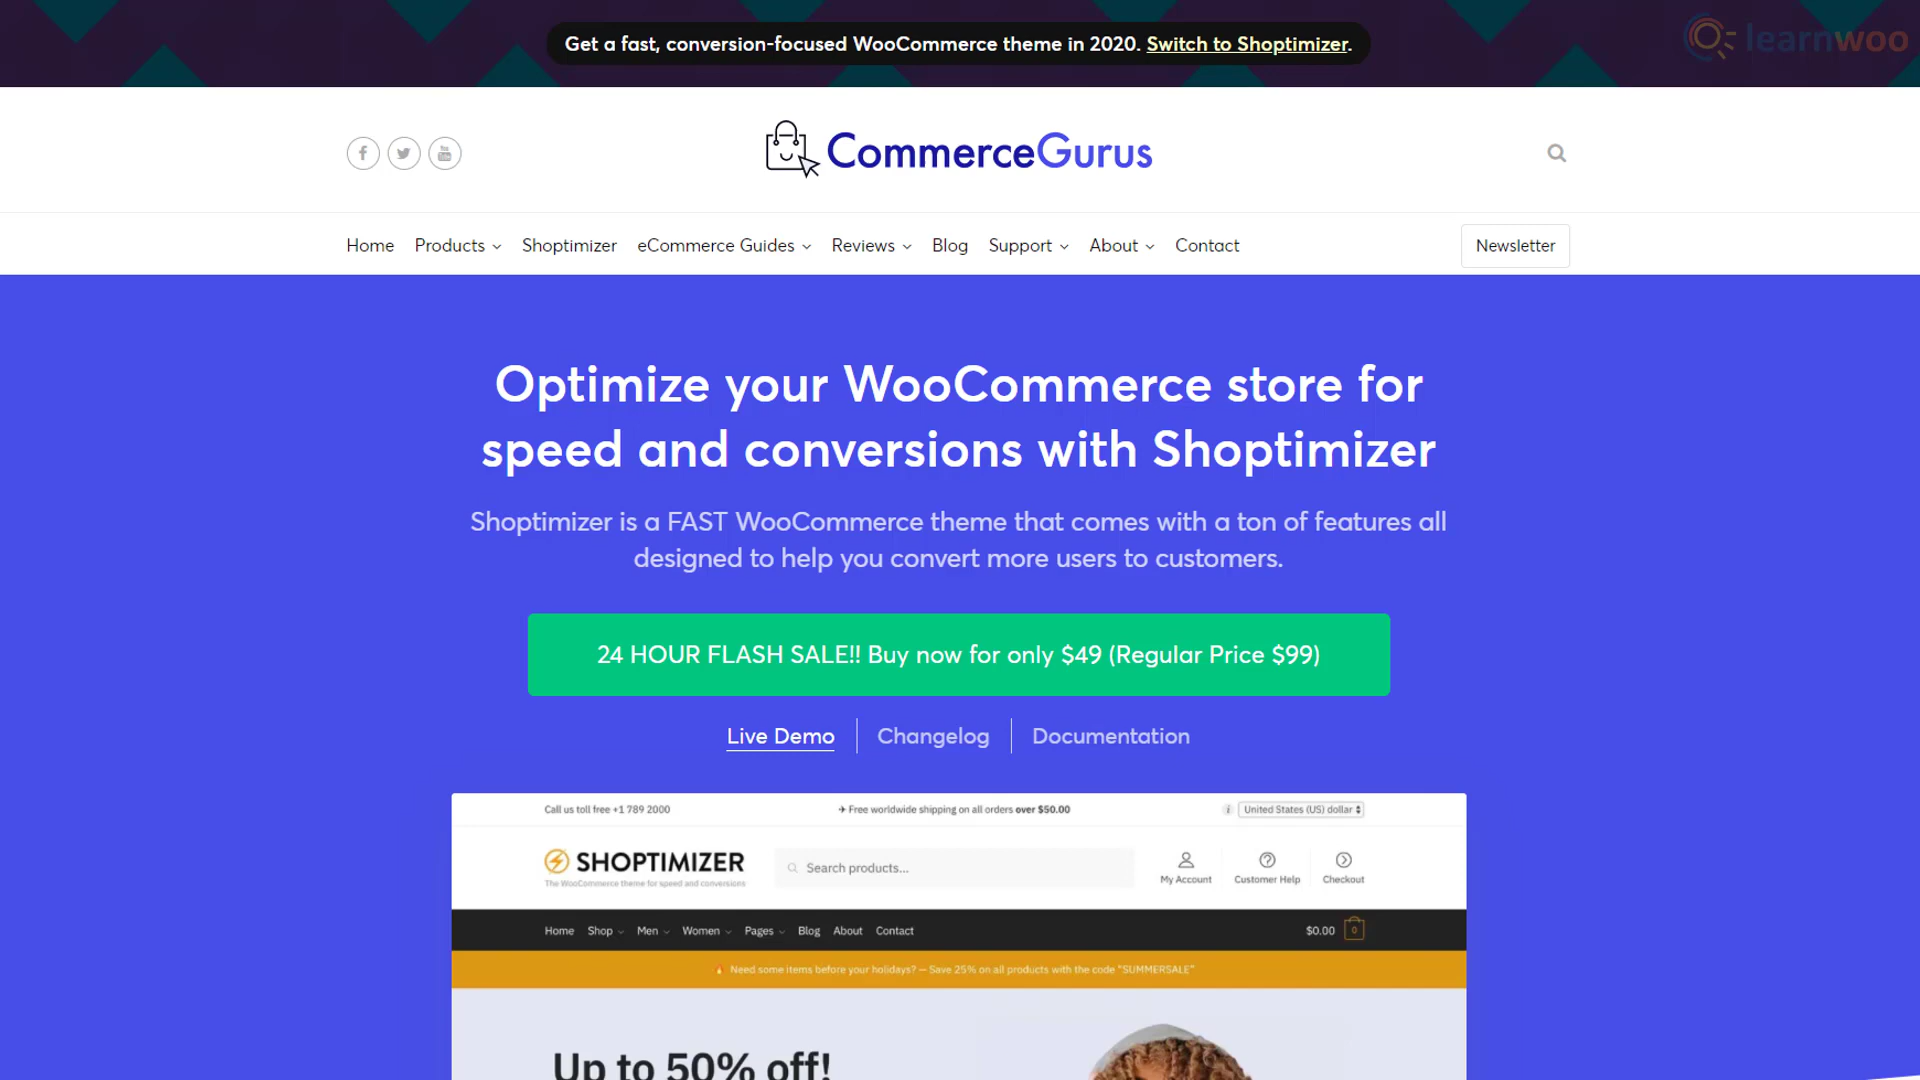 Get a fast, conversion-focused WooCommerce theme in 2020. Switch to Shoptimizer.
learnwoo
CommerceGurus
Home Products Shoptimizer eCommerce Guides Reviews Blog Support About Contact Newsletter
Optimize your WooCommerce store for
speed and conversions with Shoptimizer
Shoptimizer is a FAST WooCommerce theme that comes with a ton of features all
designed to help you convert more users to customers.
24 HOUR FLASH SALE!! Buy now for only $49 (Regular Price $99)
Live Demo Changelog Documentation
Call us toll free +1 789 2000 Free worldwide shipping on all orders over $50.00 United States (US) dollar
SHOPTIMIZER
The WooCommerce theme for speed and conversions
Search products...
My Account Customer Help Checkout
Home Shop Men Women Pages Blog About Contact $0.00 0
Need some items before your holidays? — Save 25% on all products with the code "SUMMERSALE"
Up to 50% off!